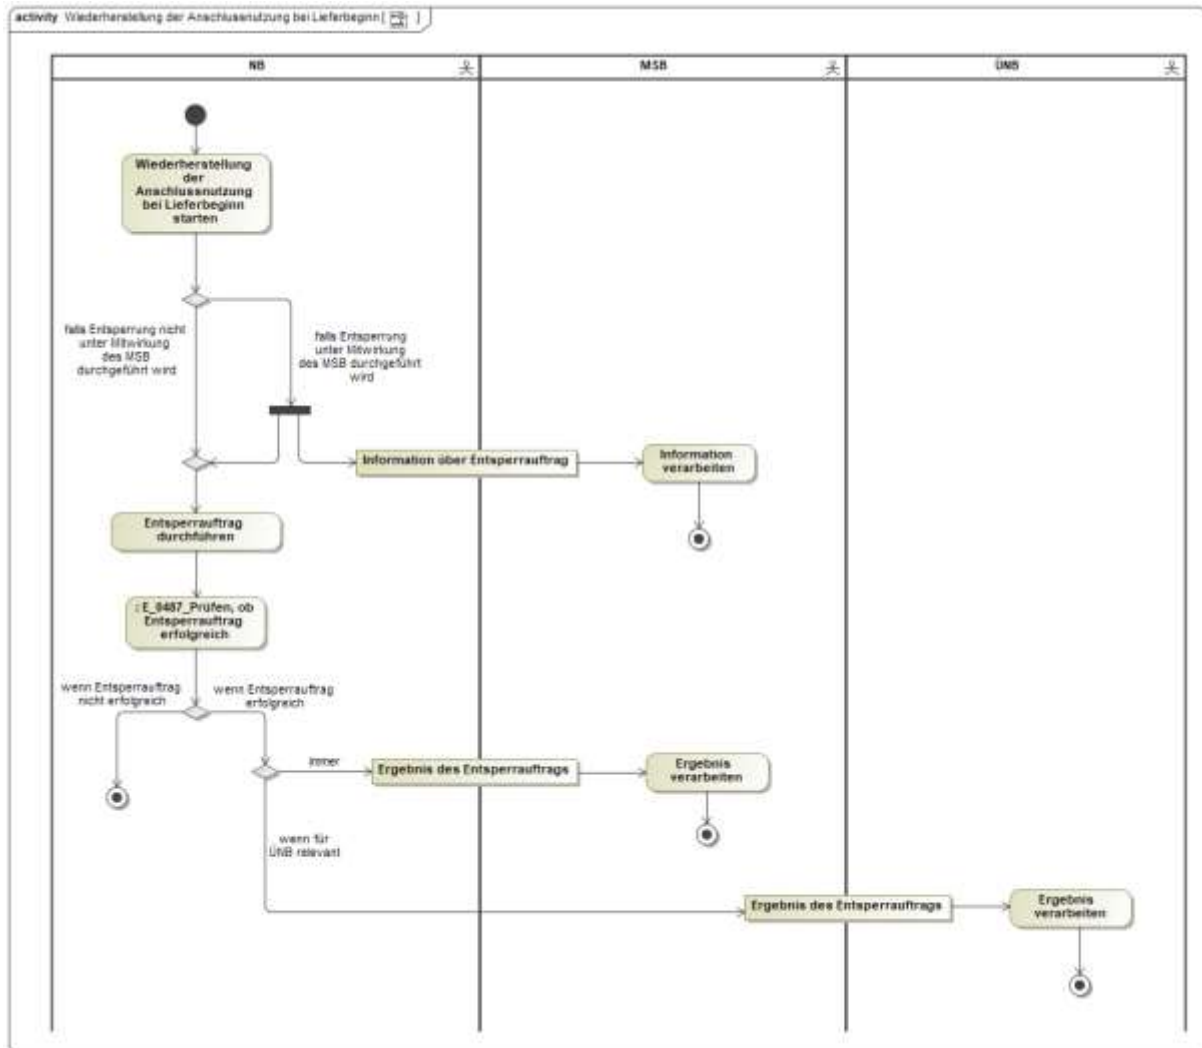 activity Wiederherstellung der Anschlussnutzung bei Lieferbeginn [ ]
NB
MSB
ÜNB
Wiederherstellung
der
Anschlussnutzung
bei Lieferbeginn
starten
falls Entsperrung nicht
unter Mitwirkung
des MSB
durchgeführt wird
falls Entsperrung
unter Mitwirkung
des MSB durchgeführt
wird
Information über Entsperrauftrag
Information
verarbeiten
Entsperrauftrag
durchführen
: E_0487_Prüfen, ob
Entsperrauftrag
erfolgreich
wenn Entsperrauftrag
nicht erfolgreich
wenn Entsperrauftrag
erfolgreich
immer
Ergebnis des Entsperrauftrags
Ergebnis
verarbeiten
wenn für
ÜNB relevant
Ergebnis des Entsperrauftrags
Ergebnis
verarbeiten